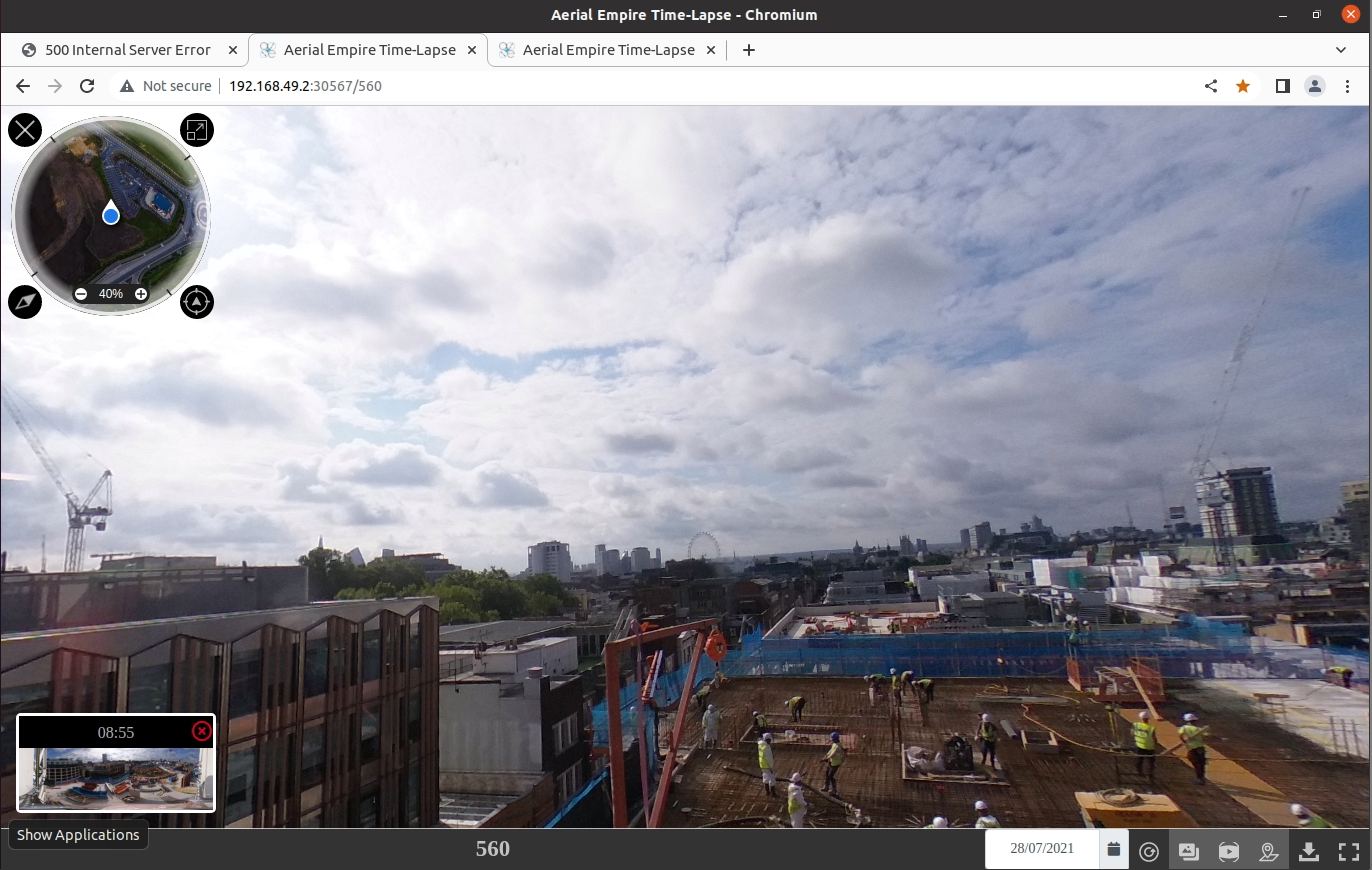 Aerial Empire Time-Lapse - Chromium
500 Internal Server Error
Aerial Empire Time-Lapse
Aerial Empire Time-Lapse
Not secure
192.168.49.2:30567/560
40%
08:55
Show Applications
560
28/07/2021